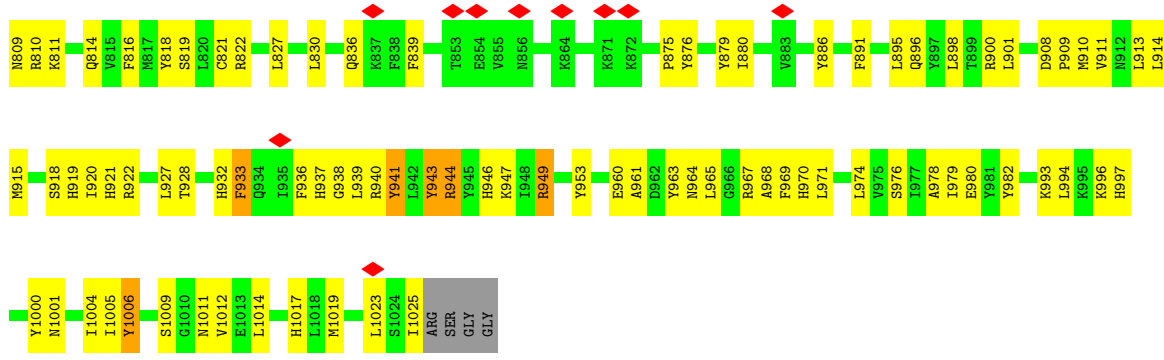 N809 R810 K811 Q814 V815 F816 M817 Y818 S819 L820 C821 R822 L827 L830 Q836 K837 F838 F839 T853 E854 V855 N856 K864 K871 K872 P875 Y876 Y879 I880 V883 Y886 F891 L895 Q896 Y897 L898 T899 R900 L901 D908 P909 M910 V911 N912 L913 L914
M915 S918 H919 I920 H921 R922 L927 T928 H932 F933 Q934 I935 F936 H937 G938 L939 R940 Y941 L942 Y943 R944 Y945 H946 K947 I948 R949 Y953 E960 A961 D962 Y963 N964 L965 G966 R967 A968 F969 H970 L971 L974 V975 S976 I977 A978 I979 E980 Y981 Y982 K993 L994 K995 K996 H997
Y1000 N1001 I1004 I1005 Y1006 S1009 G1010 N1011 V1012 E1013 L1014 H1017 L1018 M1019 L1023 S1024 I1025 ARG SER GLY GLY